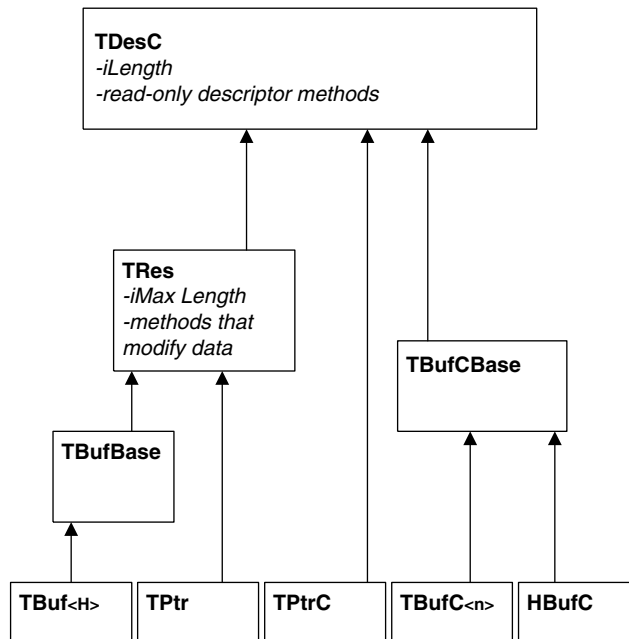 TDesC
-iLength
-read-only descriptor methods
TRes
-iMax Length
-methods that
modify data
TBufCBase
TBufBase
TBuf<H>
TPtr
TPtrC
TBufC<n>
HBufC